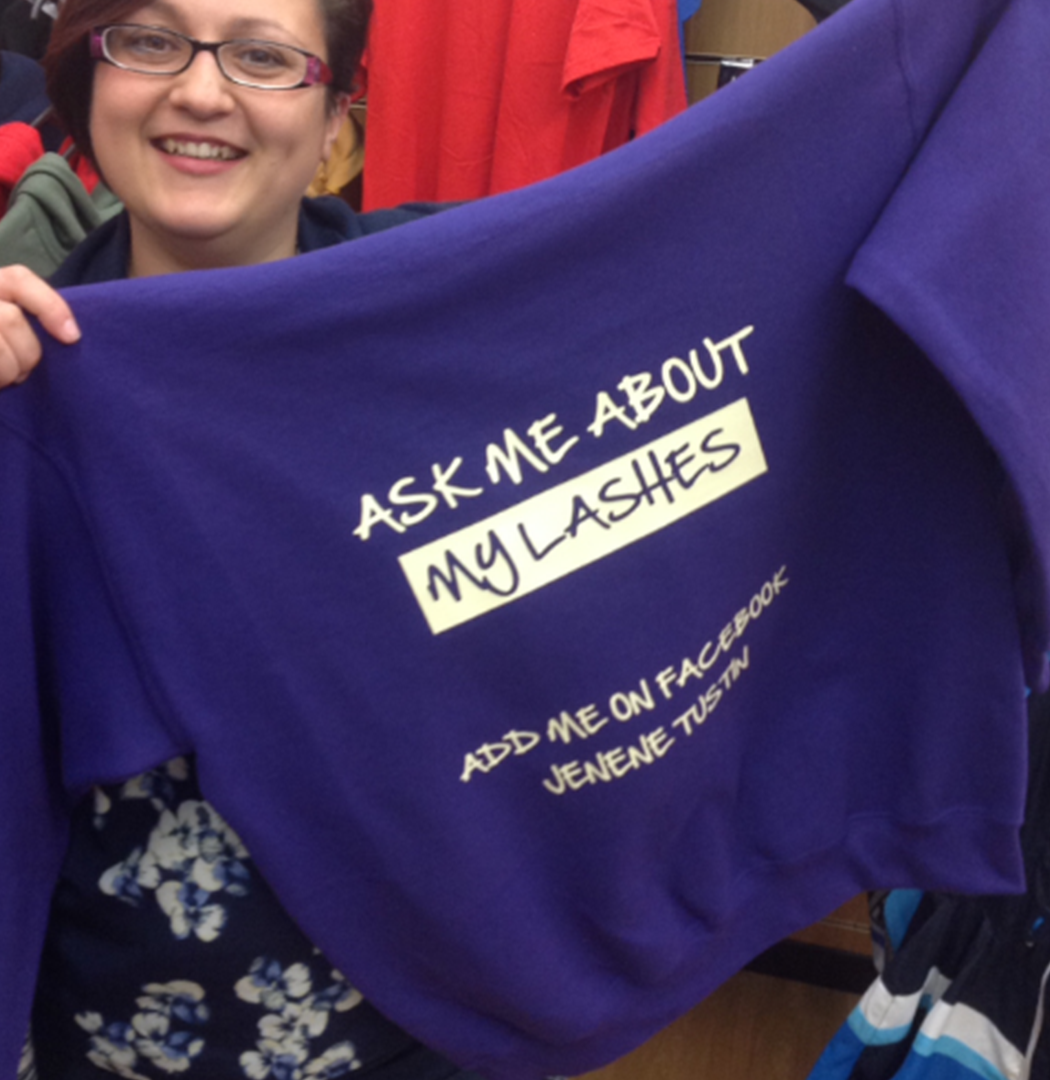 ASK ME ABOUT
MY LASHES
ADD ME ON FACEBOOK
JENENE TUSTIN